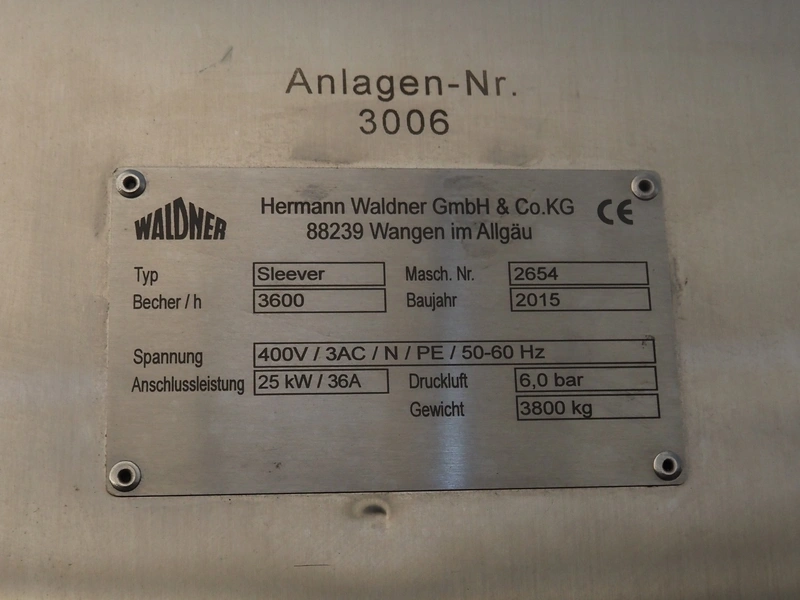 Anlagen-Nr.
3006
WALDNER
Hermann Waldner GmbH & Co.KG CE
88239 Wangen im Allgäu
Typ Sleever Masch. Nr. 2654
Becher / h 3600 Baujahr 2015
Spannung 400V / 3AC / N / PE / 50-60 Hz
Anschlussleistung 25 kW / 36A Druckluft 6,0 bar
Gewicht 3800 kg